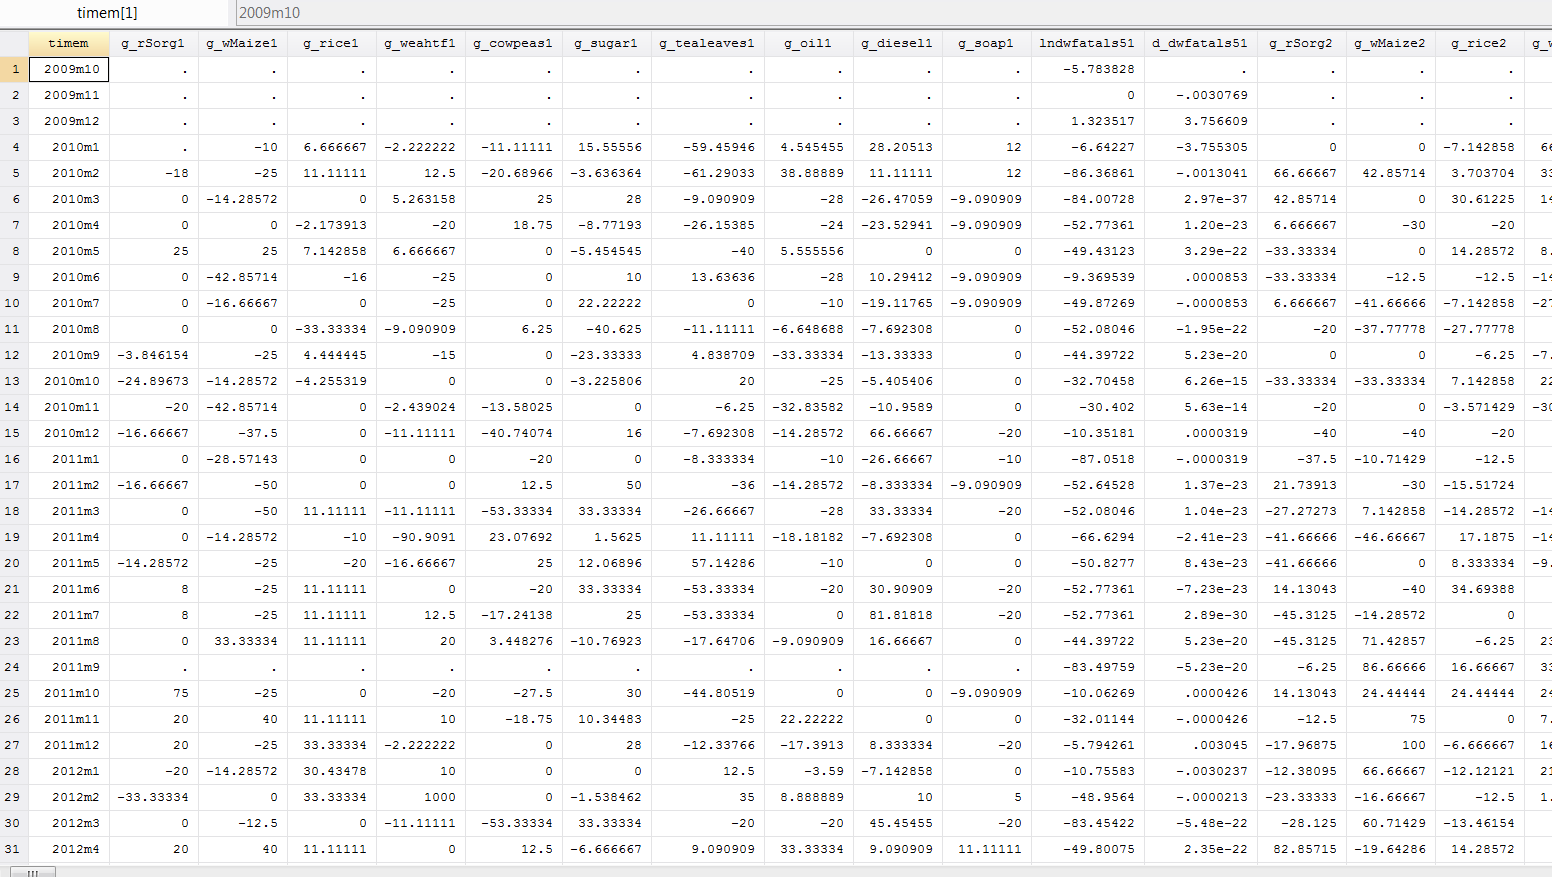 timem[1] 2009m10
timem g_rSorg1 g_wMaize1 g_rice1 g_weahtf1 g_cowpeas1 g_sugar1 g_tealeaves1 g_oil1 g_diesel1 g_soap1 lndwfatals51 d_dwfatals51 g_rSorg2 g_wMaize2 g_rice2 g_w
1 2009m10 . . . . . . . . . . -5.783828 . . . .
2 2009m11 . . . . . . . . . . 0 -.0030769 . . .
3 2009m12 . . . . . . . . . . 1.323517 3.756609 . . .
4 2010m1 . -10 6.666667 -2.222222 -11.11111 15.55556 -59.45946 4.545455 28.20513 12 -6.64227 -3.755305 0 0 -7.142858 66
5 2010m2 -18 -25 11.11111 12.5 -20.68966 -3.636364 -61.29033 38.88889 11.11111 12 -86.36861 -.0013041 66.66667 42.85714 3.703704 33
6 2010m3 0 -14.28572 0 5.263158 25 28 -9.090909 -28 -26.47059 -9.090909 -84.00728 2.97e-37 42.85714 0 30.61225 14
7 2010m4 0 0 -2.173913 -20 18.75 -8.77193 -26.15385 -24 -23.52941 -9.090909 -52.77361 1.20e-23 6.666667 -30 -20
8 2010m5 25 25 7.142858 6.666667 0 -5.454545 -40 5.555556 0 0 -49.43123 3.29e-22 -33.33334 0 14.28572 8.
9 2010m6 0 -42.85714 -16 -25 0 10 13.63636 -28 10.29412 -9.090909 -9.369539 .0000853 -33.33334 -12.5 -12.5 -14
10 2010m7 0 -16.66667 0 -25 0 22.22222 0 -10 -19.11765 -9.090909 -49.87269 -.0000853 6.666667 -41.66666 -7.142858 -27
11 2010m8 0 0 -33.33334 -9.090909 6.25 -40.625 -11.11111 -6.648688 -7.692308 0 -52.08046 -1.95e-22 -20 -37.77778 -27.77778
12 2010m9 -3.846154 -25 4.444445 -15 0 -23.33333 4.838709 -33.33334 -13.33333 0 -44.39722 5.23e-20 0 0 -6.25 -7.
13 2010m10 -24.89673 -14.28572 -4.255319 0 0 -3.225806 20 -25 -5.405406 0 -32.70458 6.26e-15 -33.33334 -33.33334 7.142858 22
14 2010m11 -20 -42.85714 0 -2.439024 -13.58025 0 -6.25 -32.83582 -10.9589 0 -30.402 5.63e-14 -20 0 -3.571429 -30
15 2010m12 -16.66667 -37.5 0 -11.11111 -40.74074 16 -7.692308 -14.28572 66.66667 -20 -10.35181 .0000319 -40 -40 -20
16 2011m1 0 -28.57143 0 0 -20 0 -8.333334 -10 -26.66667 -10 -87.0518 -.0000319 -37.5 -10.71429 -12.5
17 2011m2 -16.66667 -50 0 0 12.5 50 -36 -14.28572 -8.333334 -9.090909 -52.64528 1.37e-23 21.73913 -30 -15.51724
18 2011m3 0 -50 11.11111 -11.11111 -53.33334 33.33334 -26.66667 -28 33.33334 -20 -52.08046 1.04e-23 -27.27273 7.142858 -14.28572 -14
19 2011m4 0 -14.28572 -10 -90.9091 23.07692 1.5625 11.11111 -18.18182 -7.692308 0 -66.6294 -2.41e-23 -41.66666 -46.66667 17.1875 -14
20 2011m5 -14.28572 -25 -20 -16.66667 25 12.06896 57.14286 -10 0 0 -50.8277 8.43e-23 -41.66666 0 8.333334 -9.
21 2011m6 8 -25 11.11111 0 -20 33.33334 -53.33334 -20 30.90909 -20 -52.77361 -7.23e-23 14.13043 -40 34.69388
22 2011m7 8 -25 11.11111 12.5 -17.24138 25 -53.33334 0 81.81818 -20 -52.77361 2.89e-30 -45.3125 -14.28572 0
23 2011m8 0 33.33334 11.11111 20 3.448276 -10.76923 -17.64706 -9.090909 16.66667 0 -44.39722 5.23e-20 -45.3125 71.42857 -6.25 23
24 2011m9 . . . . . . . . . . -83.49759 -5.23e-20 -6.25 86.66666 16.66667 33
25 2011m10 75 -25 0 -20 -27.5 30 -44.80519 0 0 -9.090909 -10.06269 .0000426 14.13043 24.44444 24.44444 24
26 2011m11 20 40 11.11111 10 -18.75 10.34483 -25 22.22222 0 0 -32.01144 -.0000426 -12.5 75 0 7.
27 2011m12 20 -25 33.33334 -2.222222 0 28 -12.33766 -17.3913 8.333334 -20 -5.794261 .003045 -17.96875 100 -6.666667 16
28 2012m1 -20 -14.28572 30.43478 10 0 0 12.5 -3.59 -7.142858 0 -10.75583 -.0030237 -12.38095 66.66667 -12.12121 21
29 2012m2 -33.33334 0 33.33334 1000 0 -1.538462 35 8.888889 10 5 -48.9564 -.0000213 -23.33333 -16.66667 -12.5 1.
30 2012m3 0 -12.5 0 -11.11111 -53.33334 33.33334 -20 -20 45.45455 -20 -83.45422 -5.48e-22 -28.125 60.71429 -13.46154
31 2012m4 20 40 11.11111 0 12.5 -6.666667 9.090909 33.33334 9.090909 11.11111 -49.80075 2.35e-22 82.85715 -19.64286 14.28572